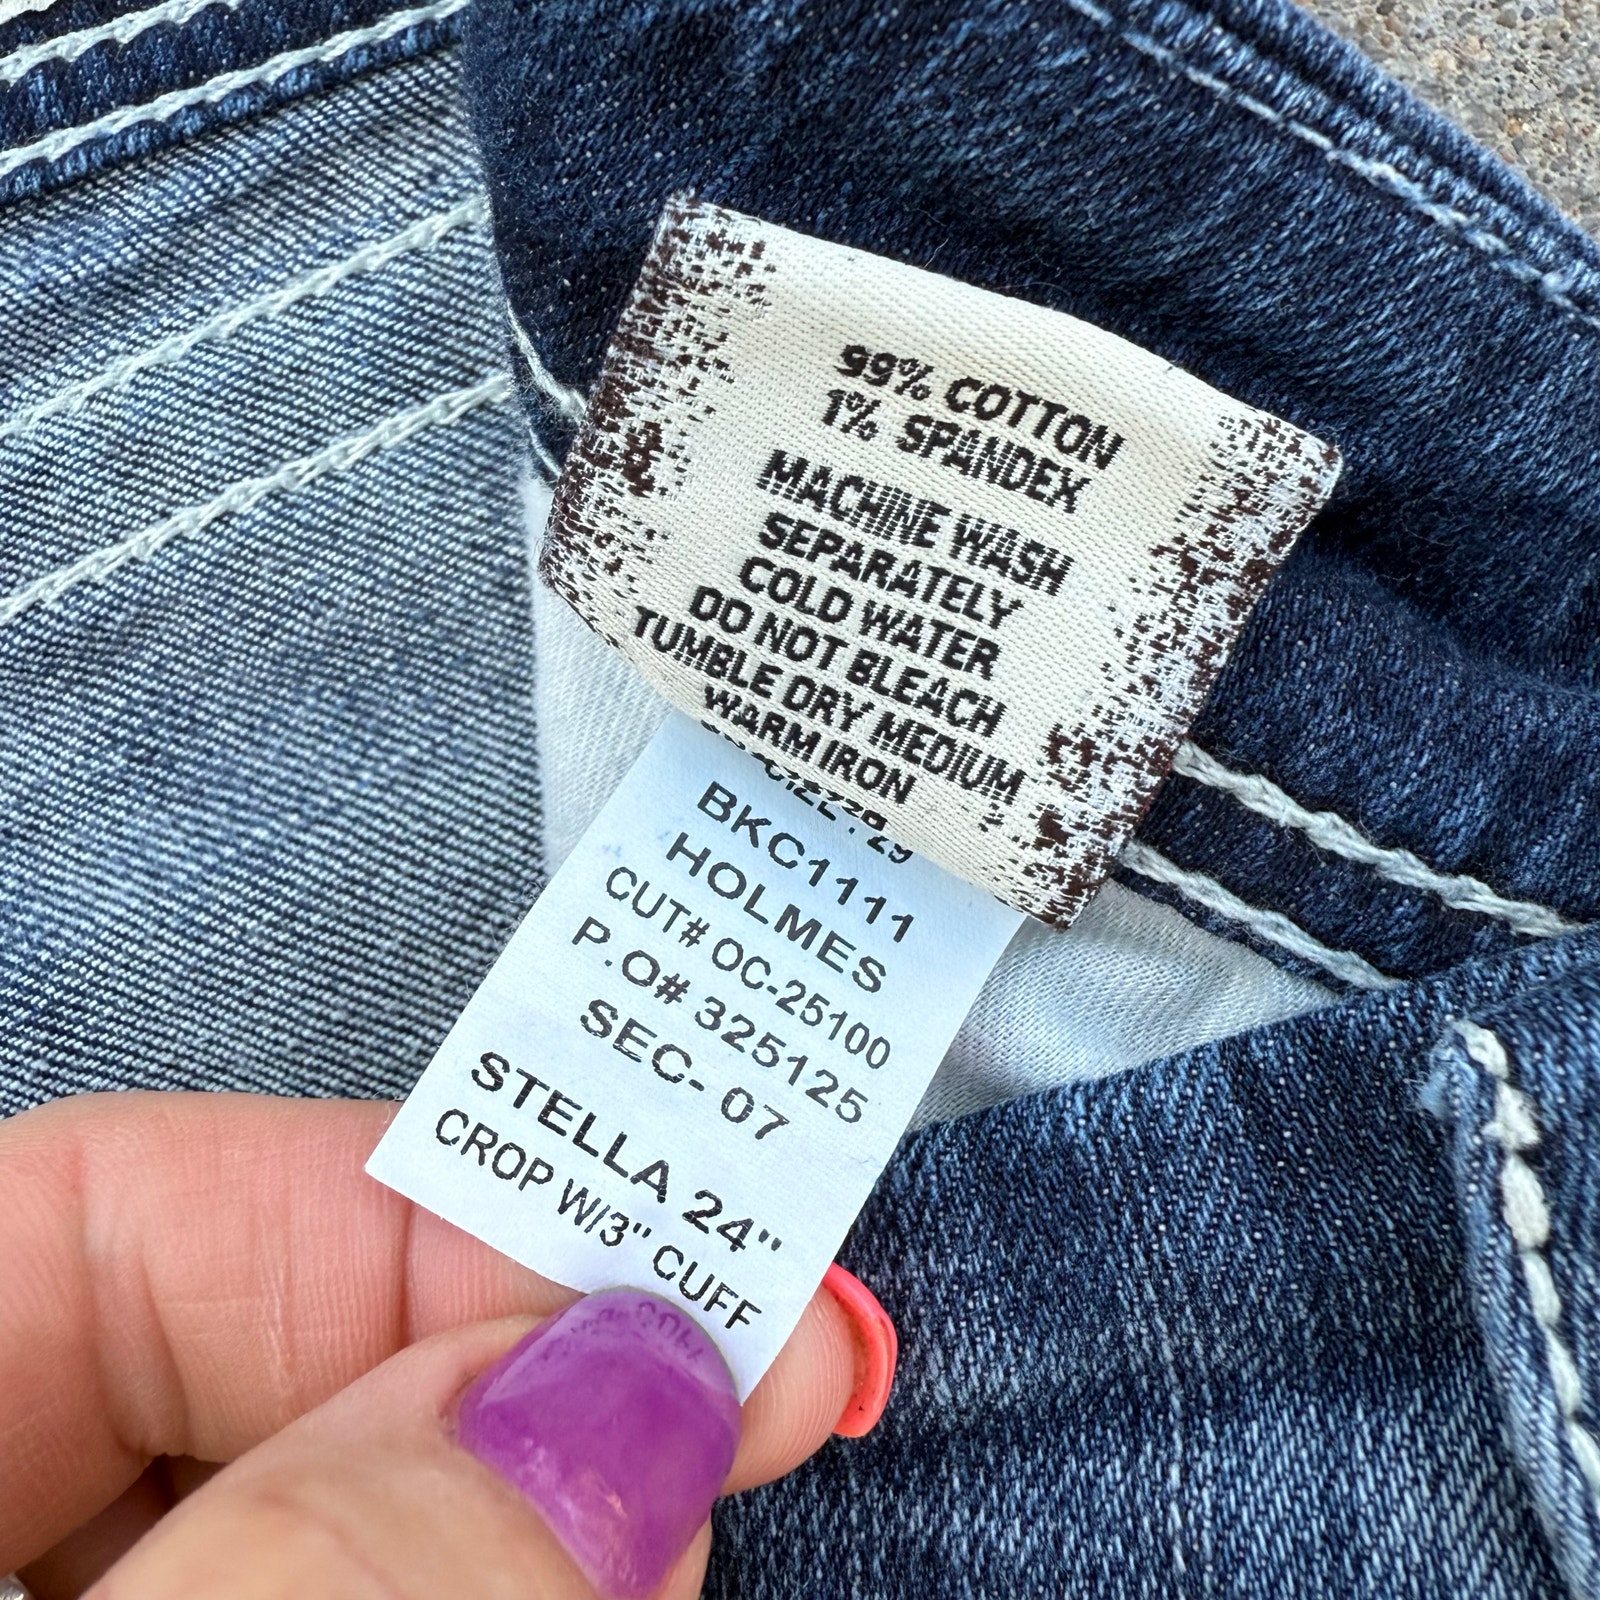 99% COTTON
1% SPANDEX
MACHINE WASH
SEPARATELY
COLD WATER
DO NOT BLEACH
TUMBLE DRY MEDIUM
WARM IRON
29
BKC1111
HOLMES
CUT# OC-25100
P.O# 325125
SEC- 07
STELLA 24"
CROP W/3" CUFF